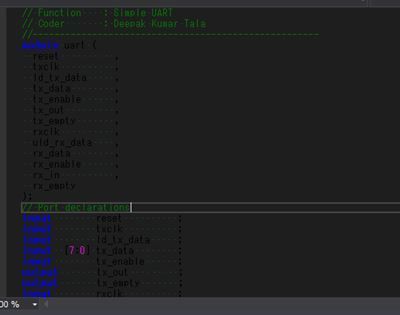 // Function : Simple UART
// Coder : Deepak Kumar Tala
//-----------------------------------------------------
module uart (
reset ,
txclk ,
ld_tx_data ,
tx_data ,
tx_enable ,
tx_out ,
tx_empty ,
rxclk ,
uld_rx_data ,
rx_data ,
rx_enable ,
rx_in ,
rx_empty
);
// Port declarations
input reset ;
input txclk ;
input ld_tx_data ;
input [7:0] tx_data ;
input tx_enable ;
output tx_out ;
output tx_empty ;
input rxclk ;
00 %